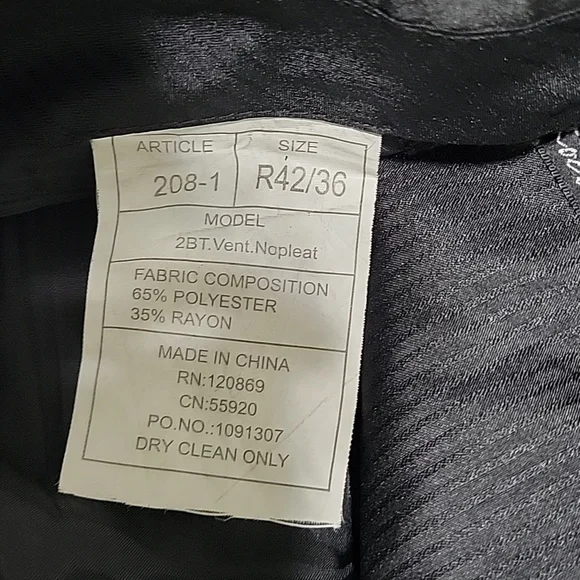 ARTICLE SIZE
208-1 R42/36
MODEL
2BT.Vent.Nopleat
FABRIC COMPOSITION
65% POLYESTER
35% RAYON
MADE IN CHINA
RN:120869
CN:55920
PO.NO.:1091307
DRY CLEAN ONLY